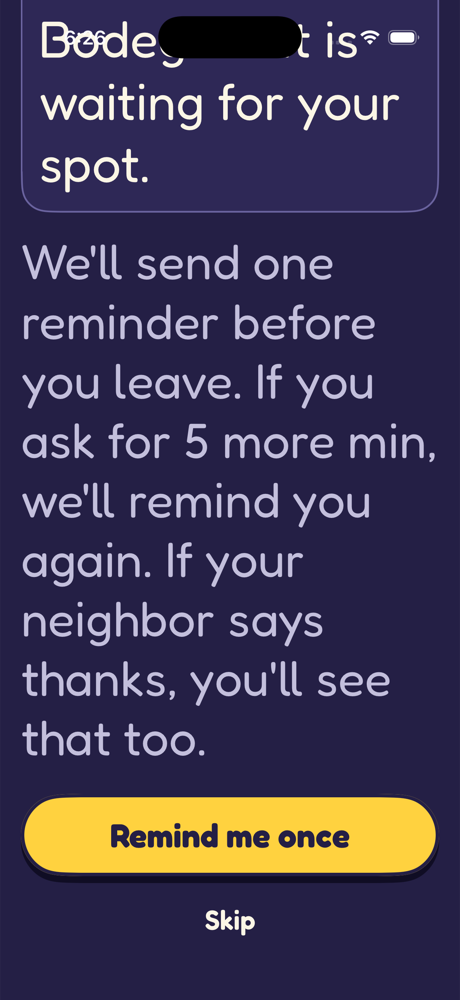 6:26
is
waiting for your
spot.
We'll send one
reminder before
you leave. If you
ask for 5 more min,
we'll remind you
again. If your
neighbor says
thanks, you'll see
that too.
Remind me once
Skip